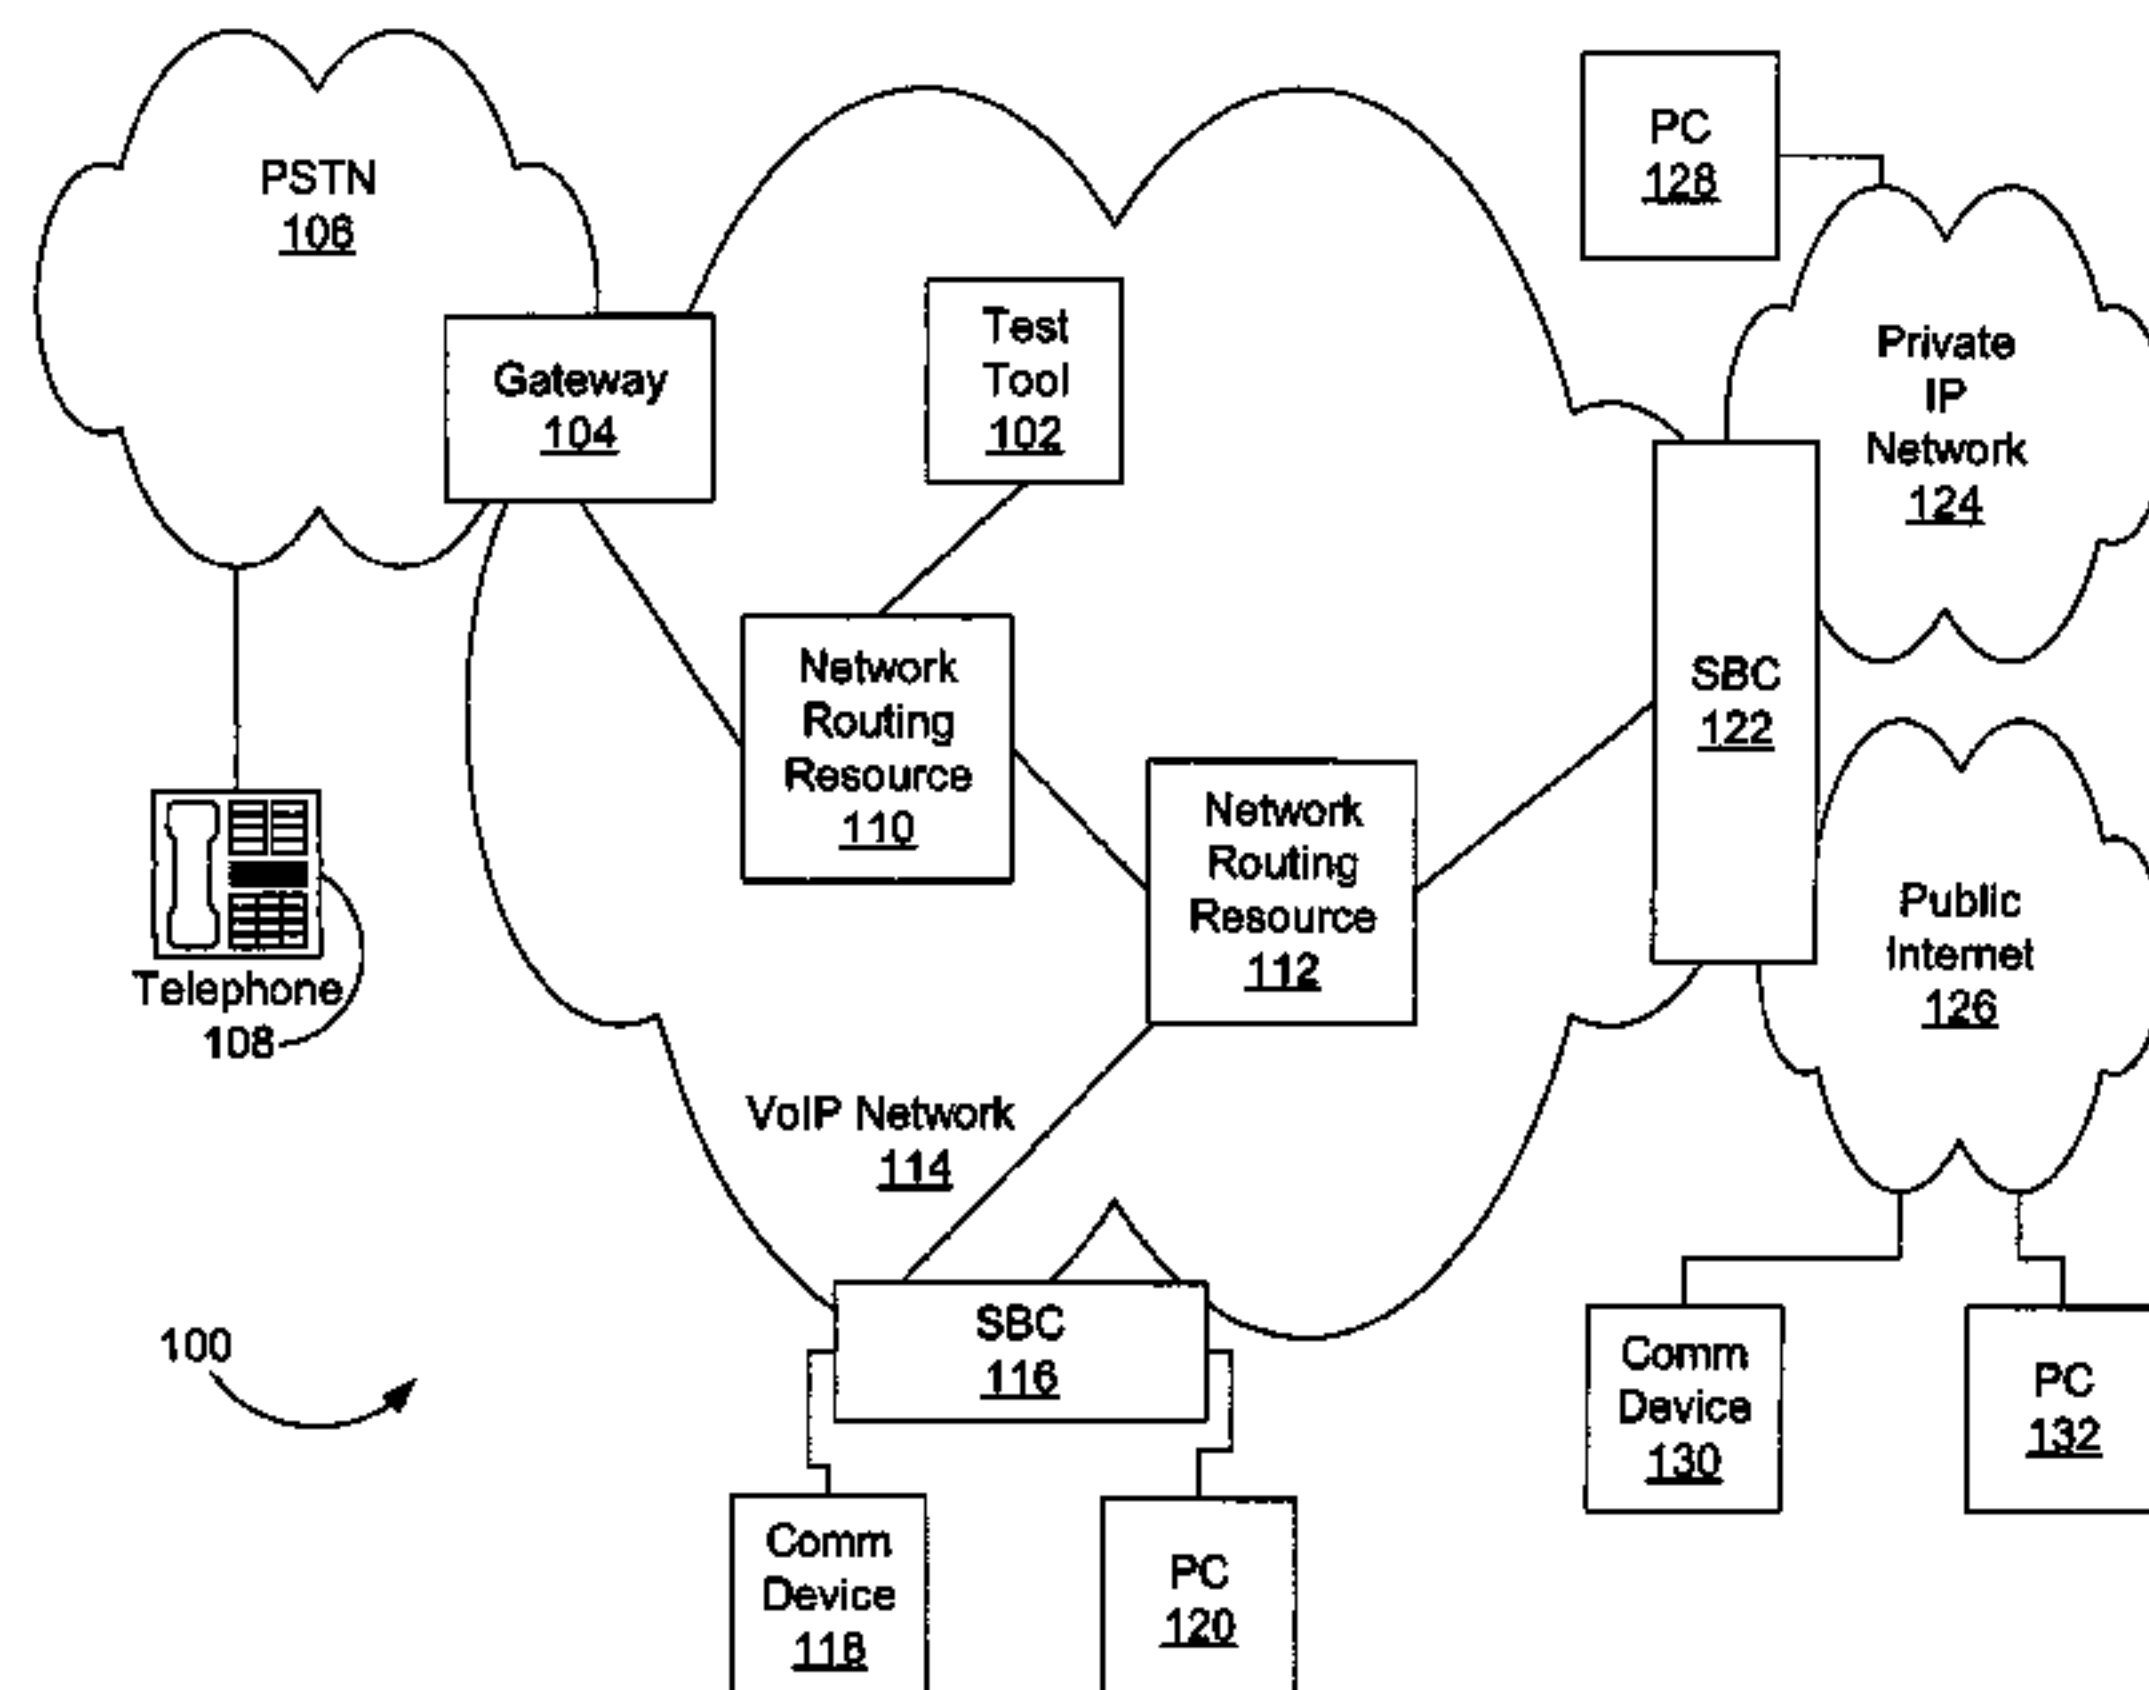 PSTN
106
PC
128
Test
Tool
102
Gateway
104
Private
IP
Network
124
Network
Routing
Resource
110
SBC
122
Network
Routing
Resource
112
Public
Internet
126
Telephone
108
VoIP Network
114
SBC
116
100
Comm
Device
130
PC
132
Comm
Device
118
PC
120